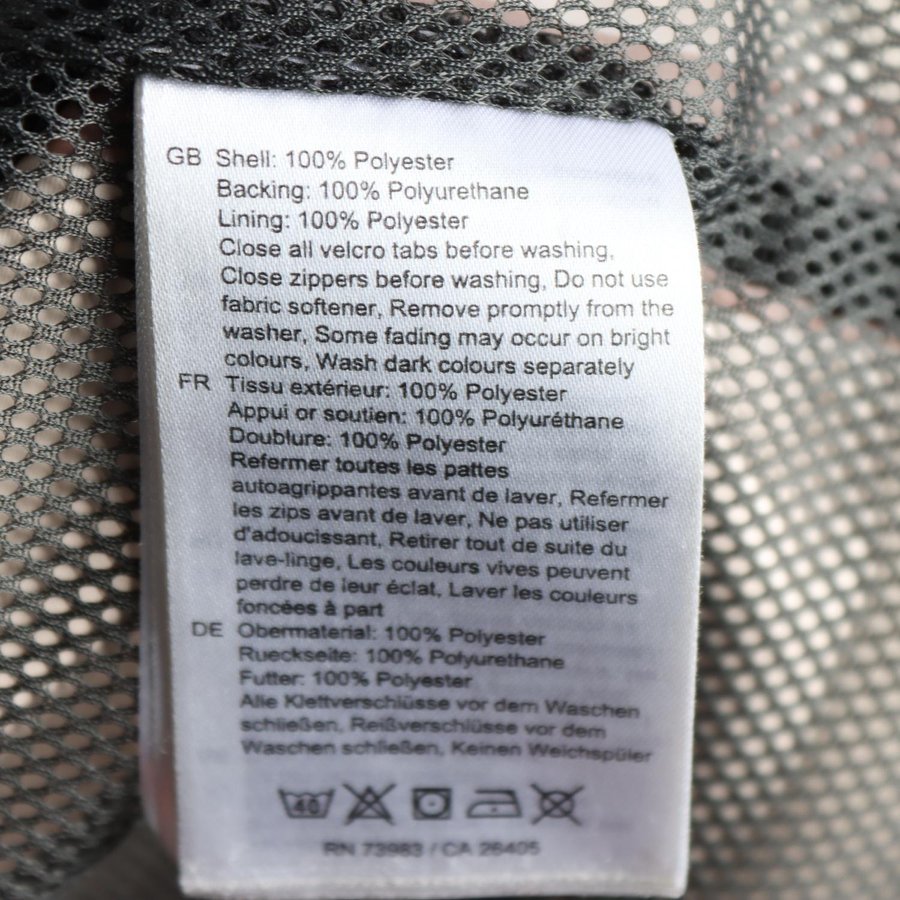 GB Shell: 100% Polyester
Backing: 100% Polyurethane
Lining: 100% Polyester
Close all velcro tabs before washing,
Close zippers before washing, Do not use
fabric softener, Remove promptly from the
washer, Some fading may occur on bright
colours, Wash dark colours separately
FR Tissu extérieur: 100% Polyester
Appui or soutien: 100% Polyuréthane
Doublure: 100% Polyester
Refermer toutes les pattes
autoagrippantes avant de laver, Refermer
les zips avant de laver, Ne pas utiliser
d'adoucissant, Retirer tout de suite du
lave-linge, Les couleurs vives peuvent
perdre de leur éclat, Laver les couleurs
foncées à part
DE Obermaterial: 100% Polyester
Rueckseite: 100% Polyurethane
Futter: 100% Polyester
Alle Klettverschlüsse vor dem Waschen
schließen, Reißverschlüsse vor dem
Waschen schließen, Keinen Weichspüler
40
RN 73983 / CA 26405